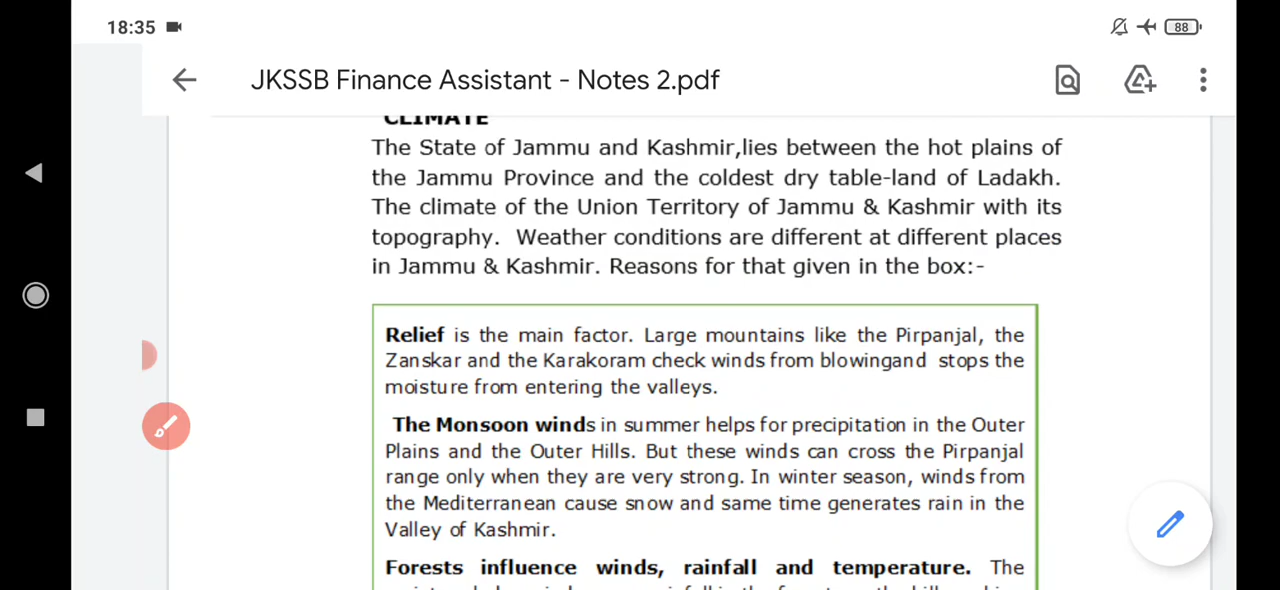 18:35
88
JKSSB Finance Assistant - Notes 2.pdf
CLIMATE
The State of Jammu and Kashmir,lies between the hot plains of
the Jammu Province and the coldest dry table-land of Ladakh.
The climate of the Union Territory of Jammu & Kashmir with its
topography. Weather conditions are different at different places
in Jammu & Kashmir. Reasons for that given in the box:-
Relief is the main factor. Large mountains like the Pirpanjal, the
Zanskar and the Karakoram check winds from blowingand stops the
moisture from entering the valleys.
The Monsoon winds in summer helps for precipitation in the Outer
Plains and the Outer Hills. But these winds can cross the Pirpanjal
range only when they are very strong. In winter season, winds from
the Mediterranean cause snow and same time generates rain in the
Valley of Kashmir.
Forests influence winds, rainfall and temperature. The